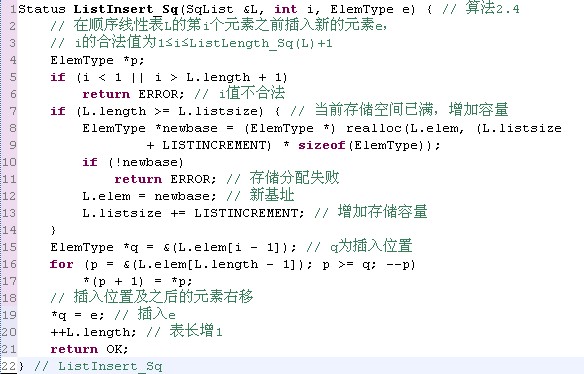 1 Status ListInsert_Sq(SqList &L, int i, ElemType e) { // 算法2.4
2 // 在顺序线性表L的第i个元素之前插入新的元素e,
3 // i的合法值为1≤i≤ListLength_Sq(L)+1
4 ElemType *p;
5 if (i < 1 || i > L.length + 1)
6 return ERROR; // i值不合法
7 if (L.length >= L.listsize) { // 当前存储空间已满，增加容量
8 ElemType *newbase = (ElemType *) realloc(L.elem, (L.listsize
9 + LISTINCREMENT) * sizeof(ElemType));
10 if (!newbase)
11 return ERROR; // 存储分配失败
12 L.elem = newbase; // 新基址
13 L.listsize += LISTINCREMENT; // 增加存储容量
14 }
15 ElemType *q = &(L.elem[i - 1]); // q为插入位置
16 for (p = &(L.elem[L.length - 1]); p >= q; --p)
17 *(p + 1) = *p;
18 // 插入位置及之后的元素右移
19 *q = e; // 插入e
20 ++L.length; // 表长增1
21 return OK;
22 } // ListInsert_Sq